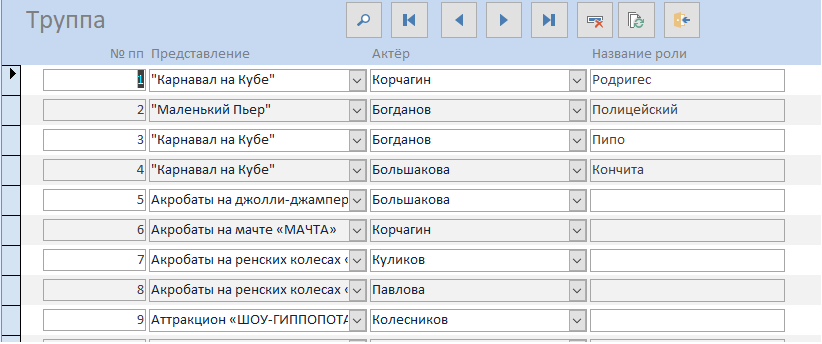 Труппа
№ пп Представление Актёр Название роли
1 "Карнавал на Кубе" Корчагин Родригес
2 "Маленький Пьер" Богданов Полицейский
3 "Карнавал на Кубе" Богданов Пипо
4 "Карнавал на Кубе" Большакова Кончита
5 Акробаты на джолли-джампер Большакова
6 Акробаты на мачте «МАЧТА» Корчагин
7 Акробаты на ренских колесах « Куликов
8 Акробаты на ренских колесах « Павлова
9 Аттракцион «ШОУ-ГИППОПОТА Колесников